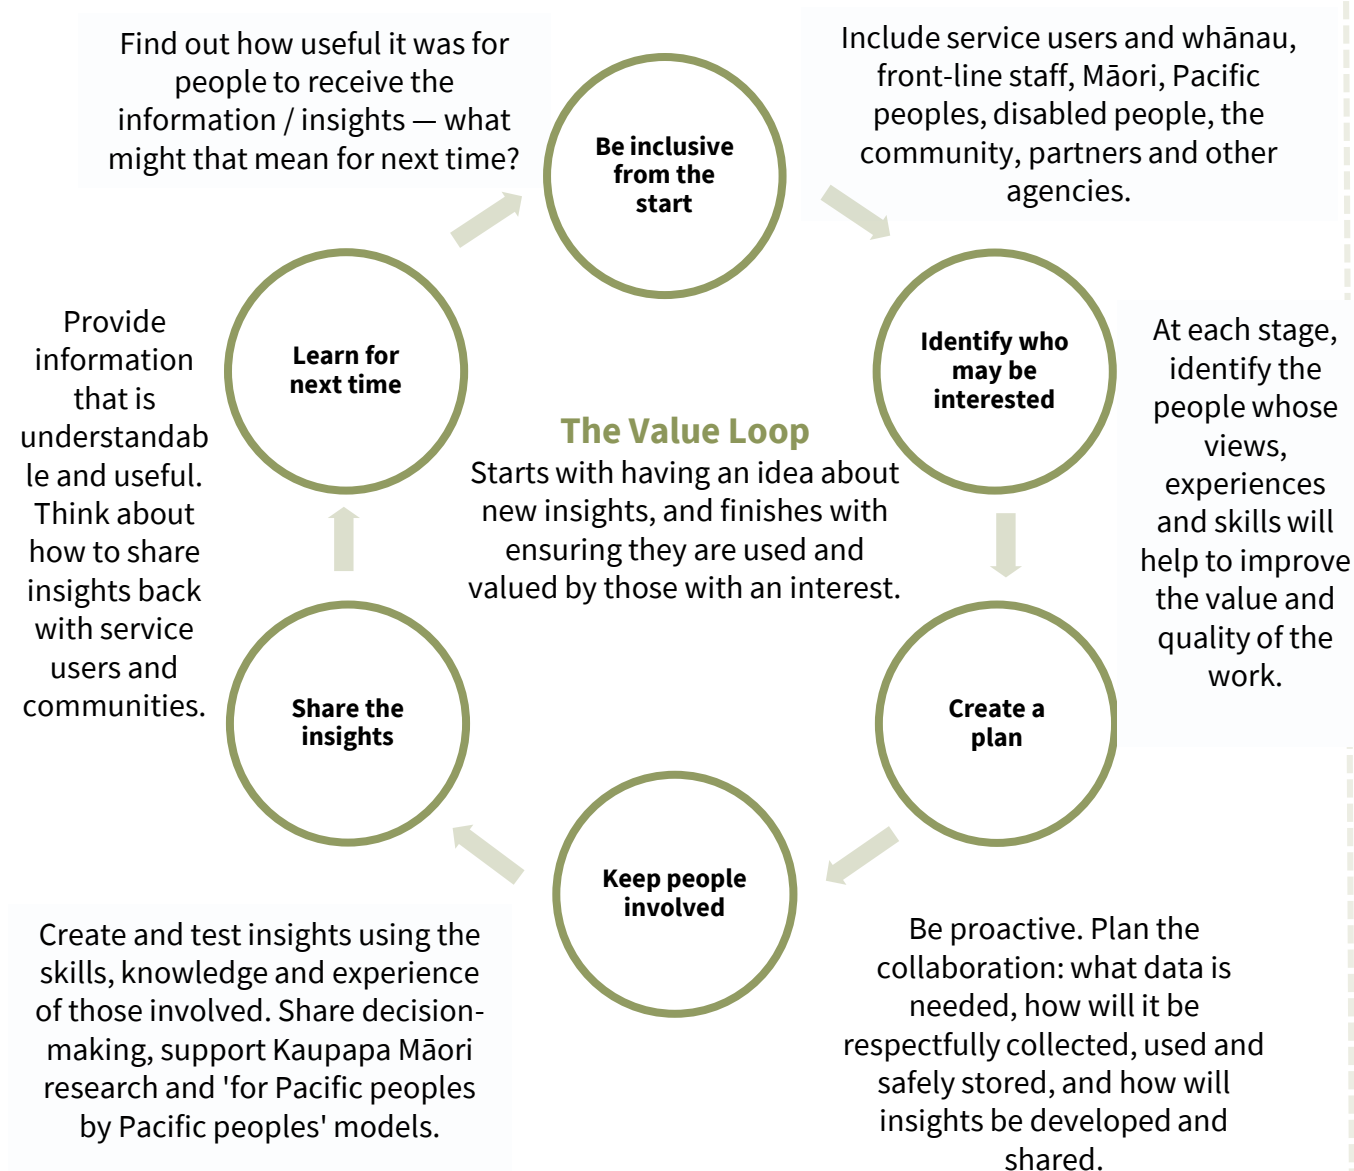 Find out how useful it was for
people to receive the
information / insights — what
might that mean for next time?
Be inclusive
from the
start
Include service users and whānau,
front-line staff, Māori, Pacific
peoples, disabled people, the
community, partners and other
agencies.
Learn for
next time
Identify who
may be
interested
Provide
information
that is
understandab
le and useful.
Think about
how to share
insights back
with service
users and
communities.
The Value Loop
Starts with having an idea about
new insights, and finishes with
ensuring they are used and
valued by those with an interest.
At each stage,
identify the
people whose
views,
experiences
and skills will
help to improve
the value and
quality of the
work.
Share the
insights
Create a
plan
Keep people
involved
Create and test insights using the
skills, knowledge and experience
of those involved. Share decision-
making, support Kaupapa Māori
research and 'for Pacific peoples
by Pacific peoples' models.
Be proactive. Plan the
collaboration: what data is
needed, how will it be
respectfully collected, used and
safely stored, and how will
insights be developed and
shared.